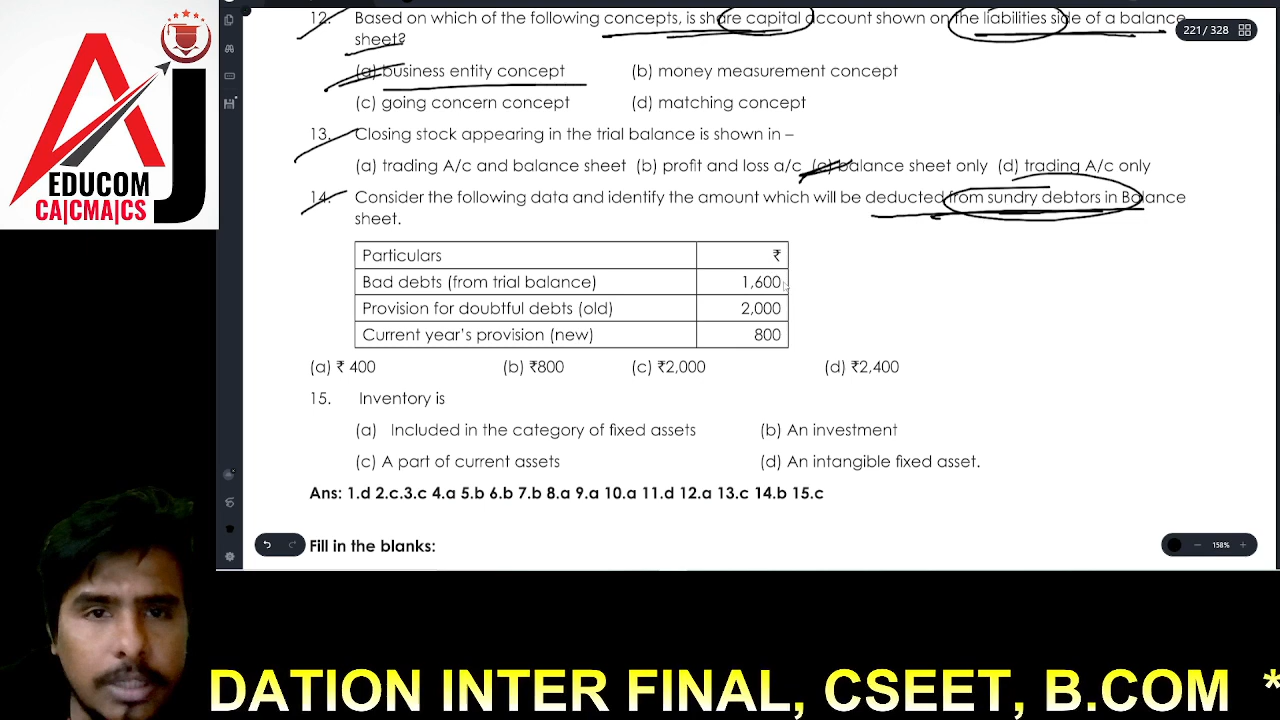 12. Based on which of the following concepts, is share capital account shown on the liabilities side of a balance
sheet?
221 / 328
(a) business entity concept (b) money measurement concept
(c) going concern concept (d) matching concept
13. Closing stock appearing in the trial balance is shown in –
(a) trading A/c and balance sheet (b) profit and loss a/c (c) balance sheet only (d) trading A/c only
14. Consider the following data and identify the amount which will be deducted from sundry debtors in Balance
sheet.
Particulars ₹
Bad debts (from trial balance) 1,600
Provision for doubtful debts (old) 2,000
Current year's provision (new) 800
(a) ₹ 400 (b) ₹800 (c) ₹2,000 (d) ₹2,400
15. Inventory is
(a) Included in the category of fixed assets (b) An investment
(c) A part of current assets (d) An intangible fixed asset.
Ans: 1.d 2.c.3.c 4.a 5.b 6.b 7.b 8.a 9.a 10.a 11.d 12.a 13.c 14.b 15.c
Fill in the blanks:
158%
AJ
EDUCOM
CA|CMA|CS
DATION INTER FINAL, CSEET, B.COM *